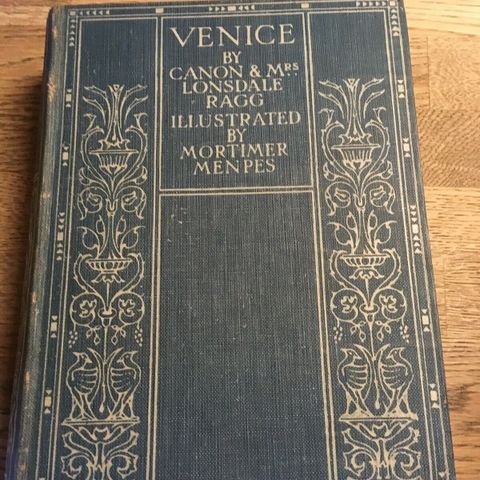 VENICE
BY
CANON & MRS
LONSDALE
RAGG
ILLUSTRATED
BY
MORTIMER
MENPES